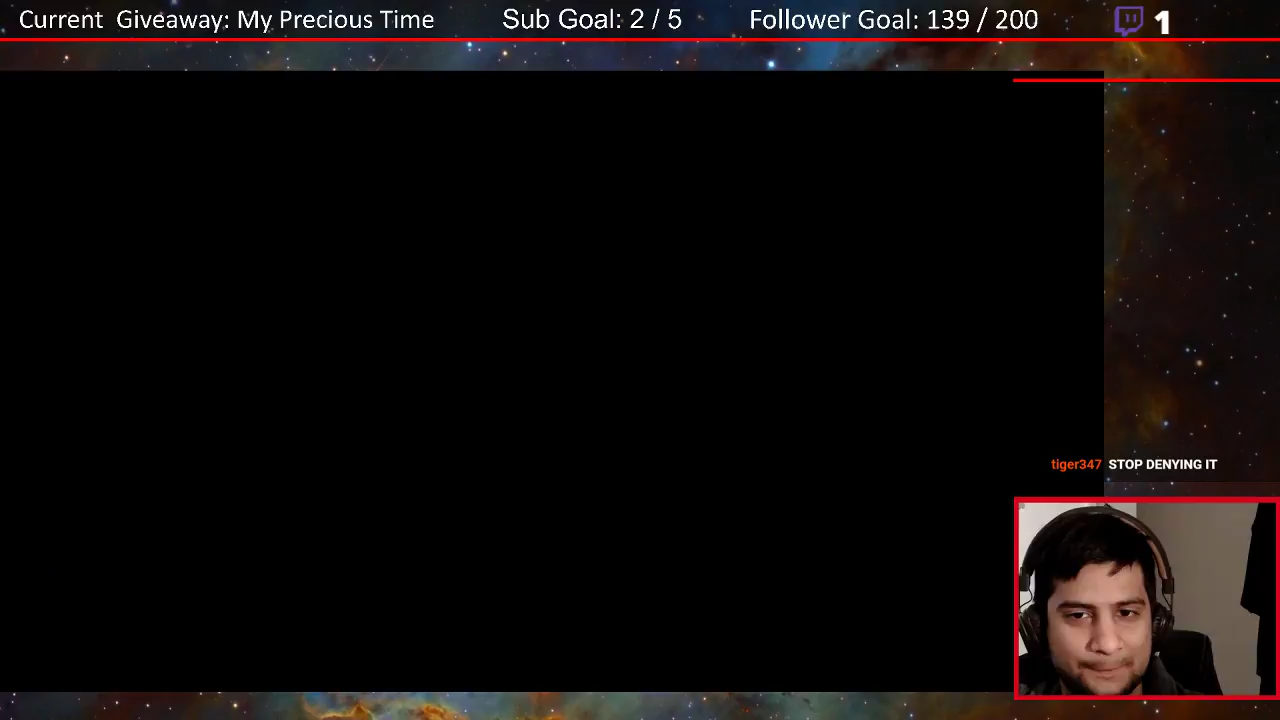 Current  Giveaway: My Precious Time
Sub Goal: 2 / 5
Follower Goal: 139 / 200
1
tiger347 STOP DENYING IT